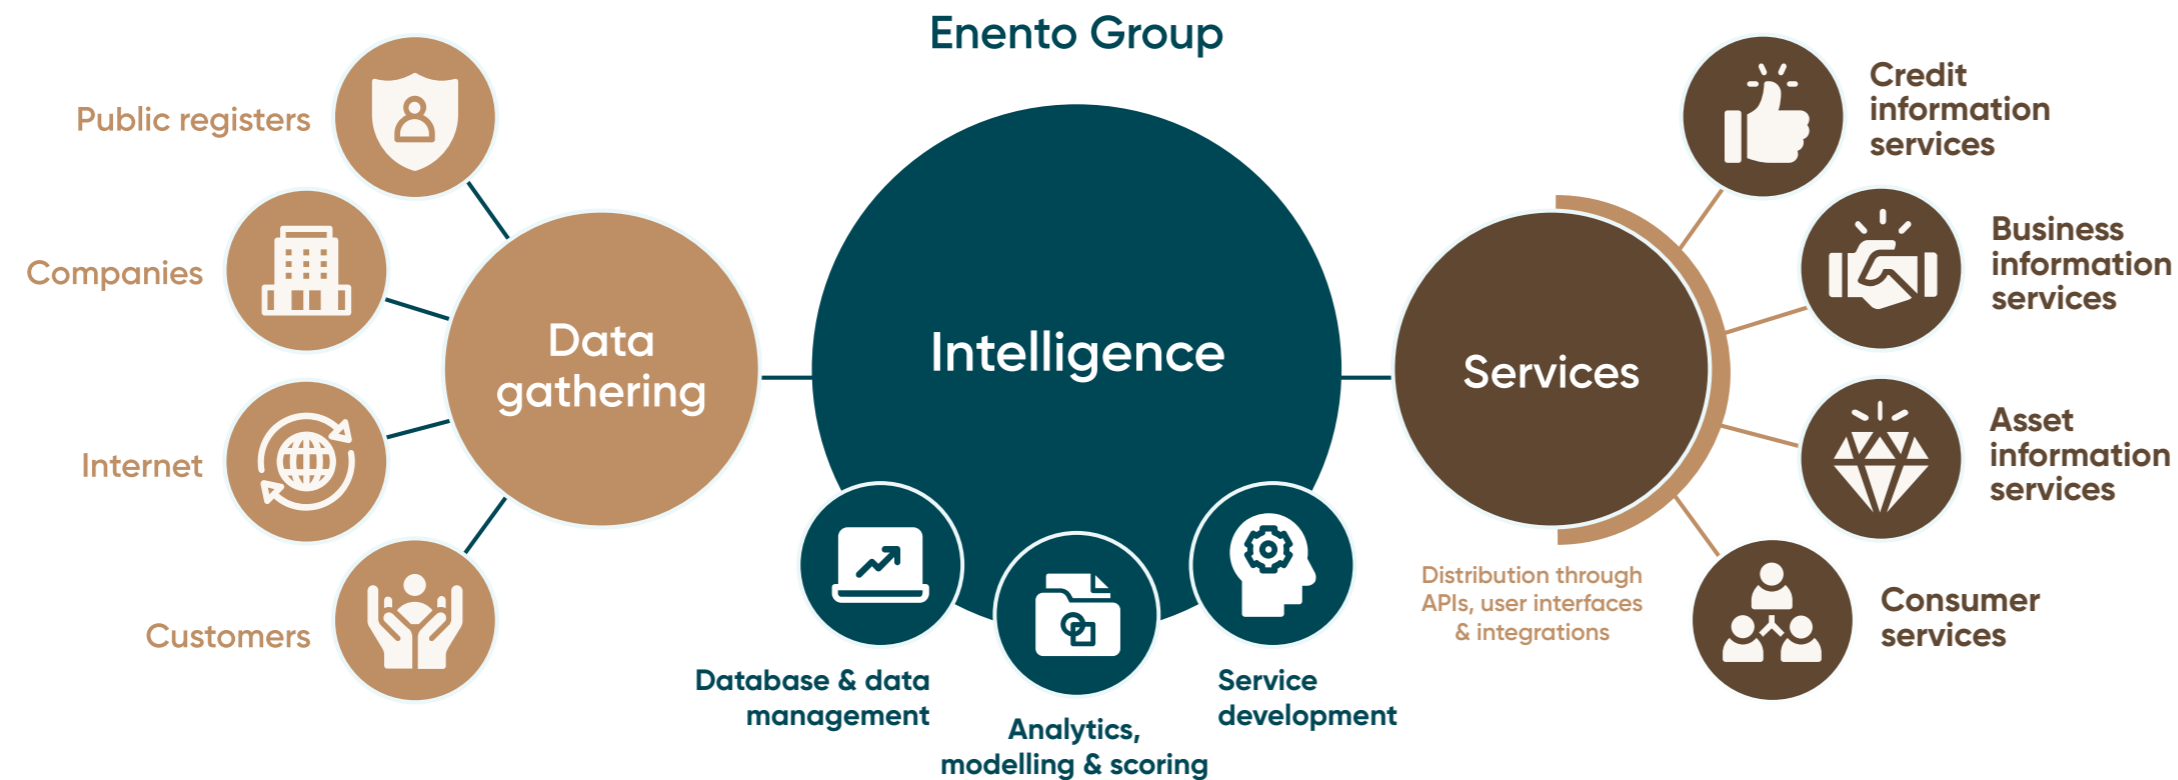 Enento Group
Public registers
Companies
Internet
Customers
Data
gathering
Intelligence
Database & data
management
Analytics,
modelling & scoring
Service
development
Services
Distribution through
APIs, user interfaces
& integrations
Credit
information
services
Business
information
services
Asset
information
services
Consumer
services